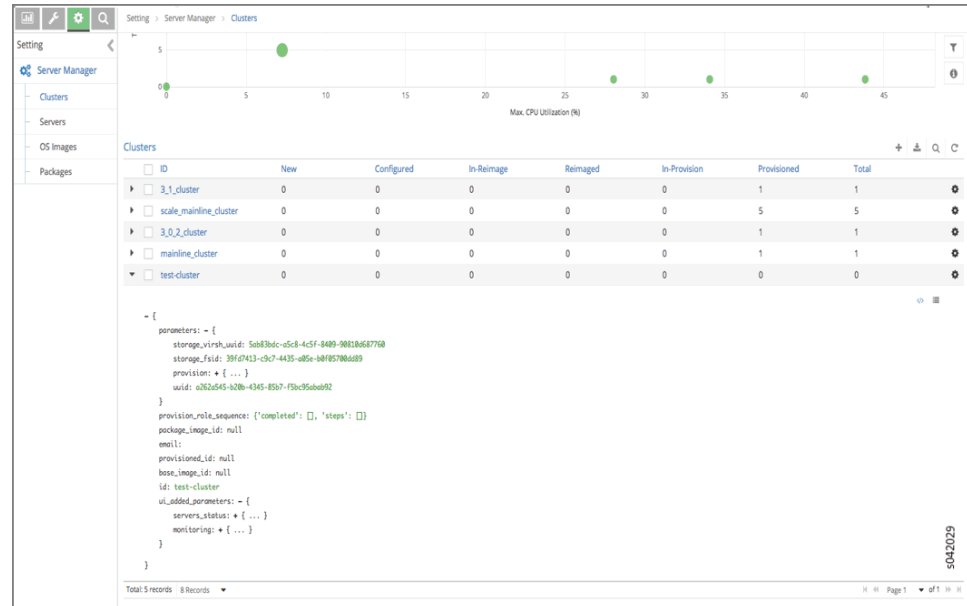 Setting > Server Manager > Clusters
Setting
Server Manager
Clusters
Servers
OS Images
Packages
5
0
0 5 10 15 20 25 30 35 40 45
Max. CPU Utilization (%)
Clusters
ID New Configured In-Reimage Reimaged In-Provision Provisioned Total
3_1_cluster 0 0 0 0 0 1 1
scale_mainline_cluster 0 0 0 0 0 5 5
3_0_2_cluster 0 0 0 0 0 1 1
mainline_cluster 0 0 0 0 0 1 1
test-cluster 0 0 0 0 0 0 0
- {
parameters: - {
storage_virsh_uuid: 5ab83bdc-a5c8-4c5f-8409-90810d687760
storage_fsid: 39fd7413-c9c7-4435-a05e-b0f05700dd89
provision: + { ... }
uuid: a262a545-b20b-4345-85b7-f5bc95abab92
}
provision_role_sequence: {'completed': [], 'steps': []}
package_image_id: null
email:
provisioned_id: null
base_image_id: null
id: test-cluster
ui_added_parameters: - {
servers_status: + { ... }
monitoring: + { ... }
}
}
Total: 5 records 8 Records
Page 1 of 1
s042029